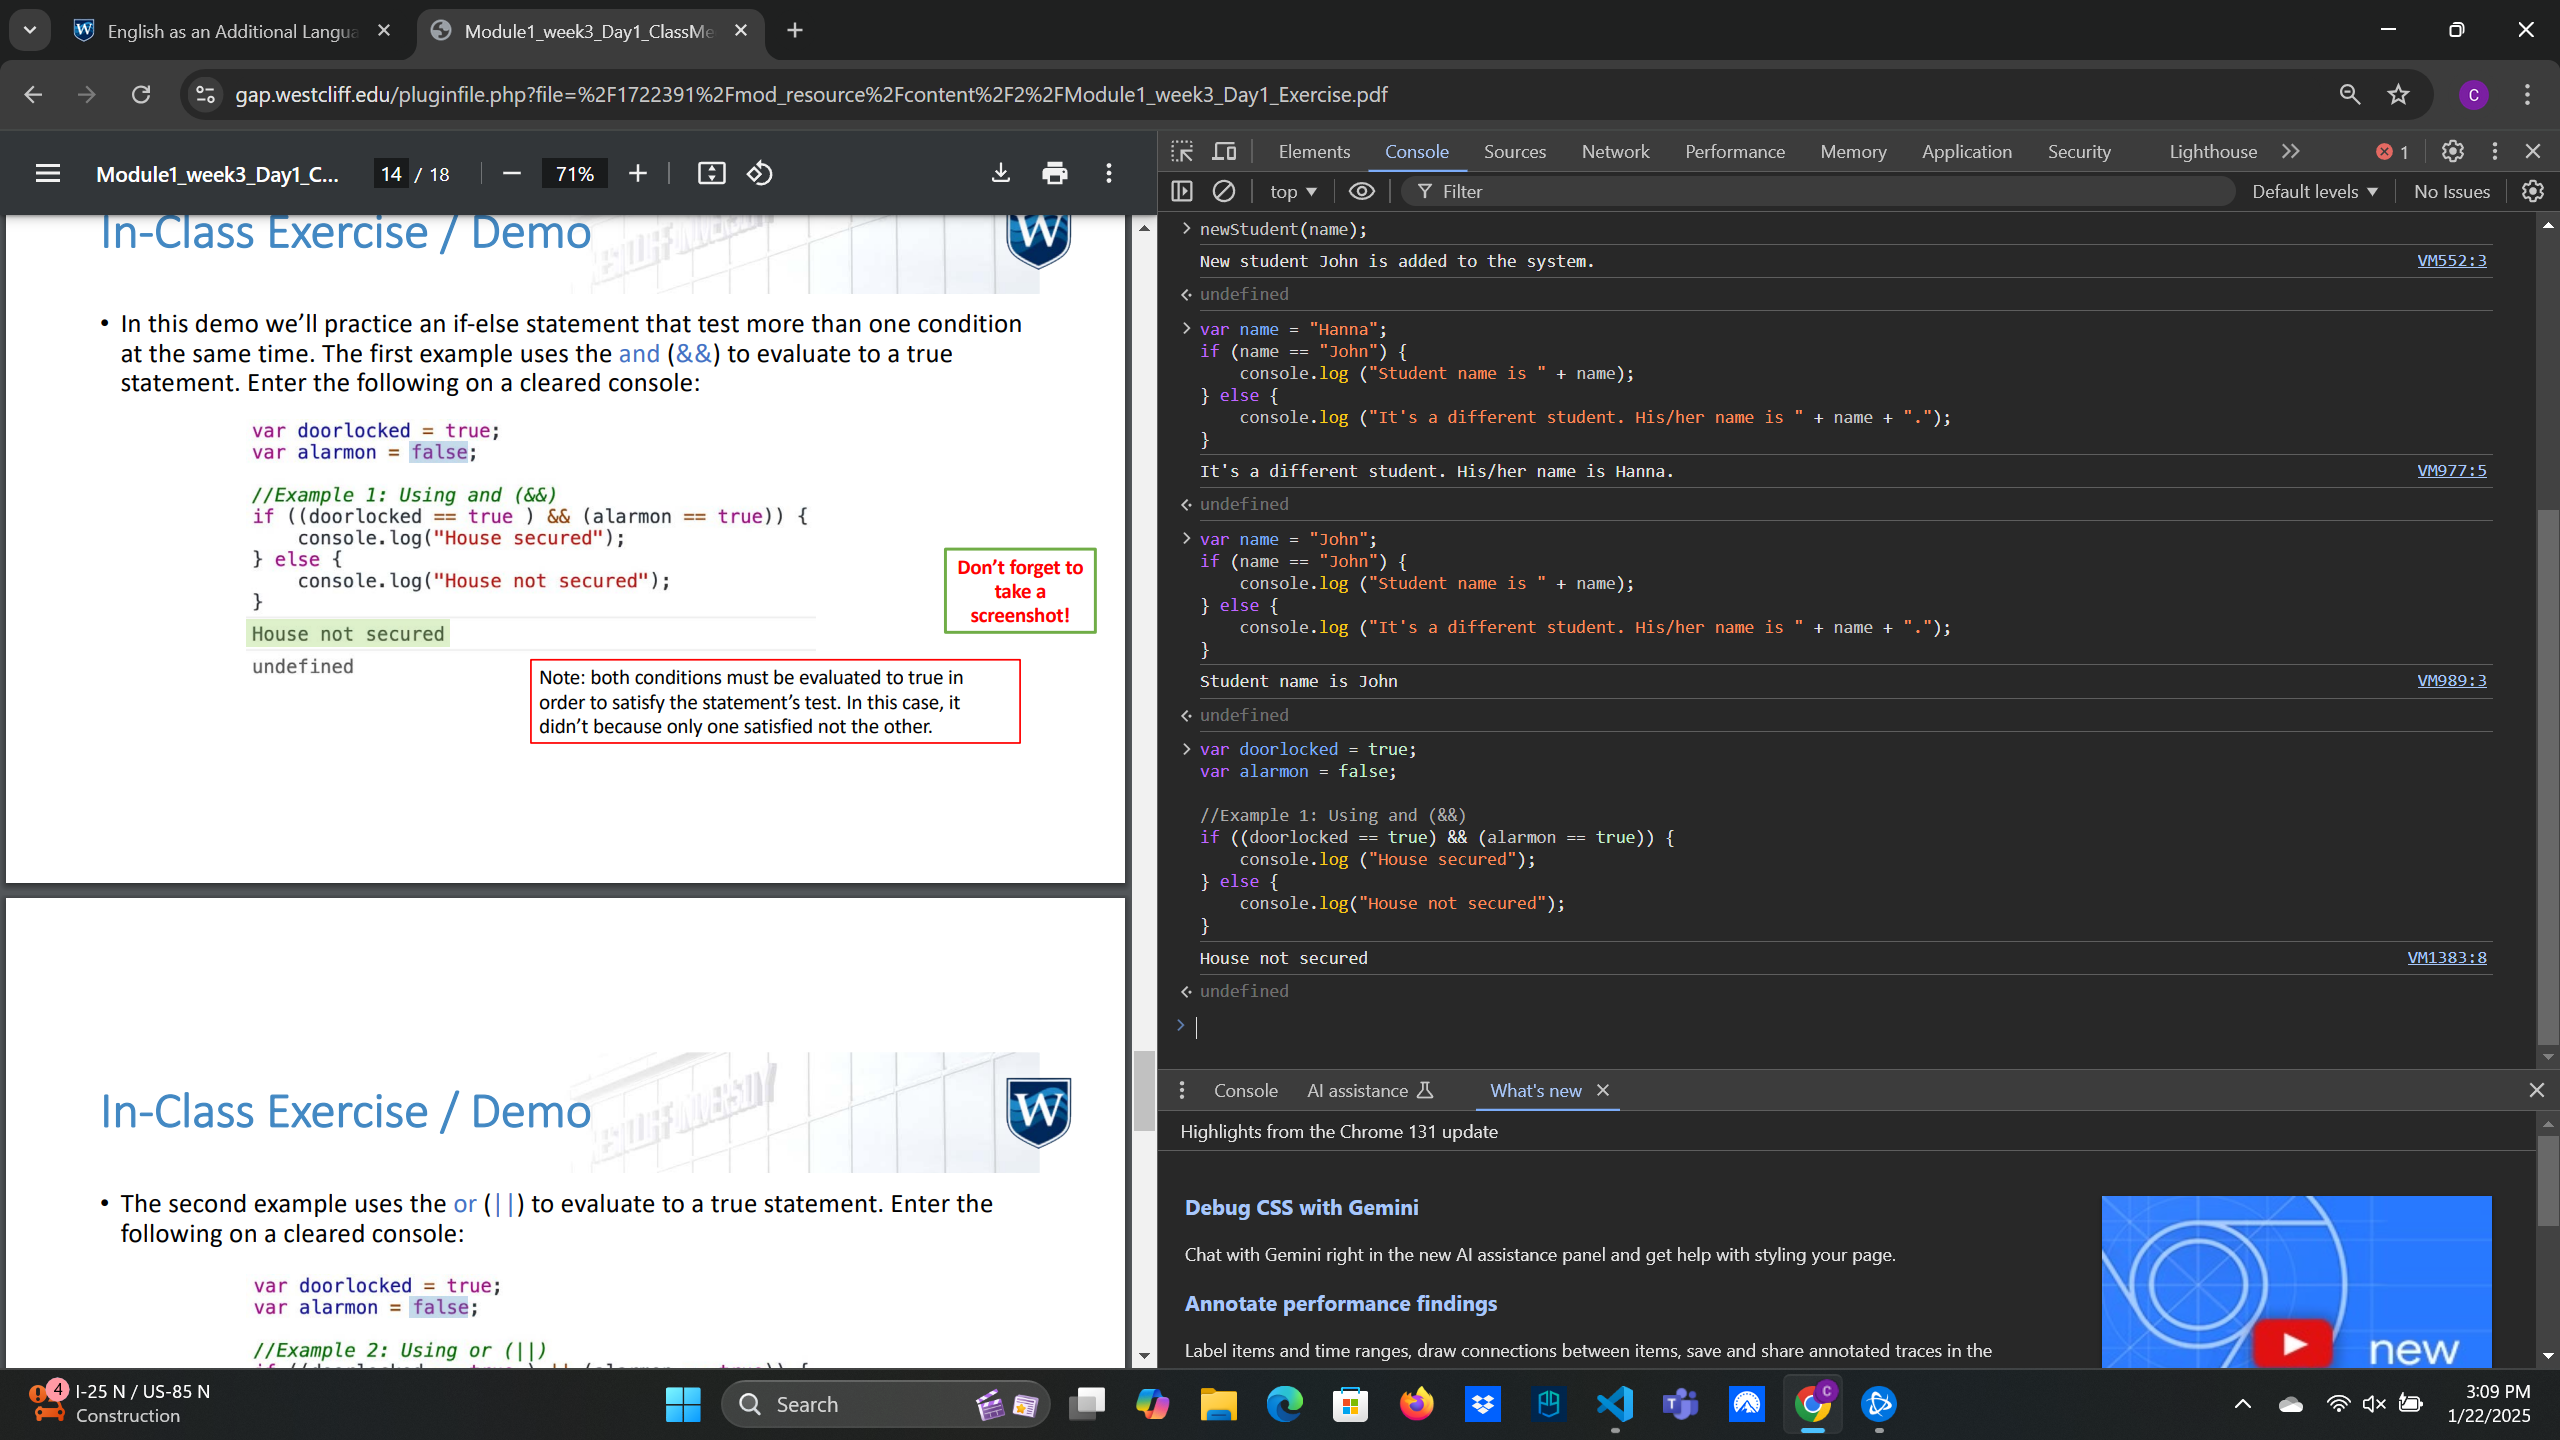 English as an Additional Langua
Module1_week3_Day1_ClassMe
gap.westcliff.edu/pluginfile.php?file=%2F1722391%2Fmod_resource%2Fcontent%2F2%2FModule1_week3_Day1_Exercise.pdf
C
Module1_week3_Day1_C...
14 / 18
71%
In-Class Exercise / Demo
W
• In this demo we’ll practice an if-else statement that test more than one condition
at the same time. The first example uses the and (&&) to evaluate to a true
statement. Enter the following on a cleared console:
var doorlocked = true;
var alarmon = false;
//Example 1: Using and (&&)
if ((doorlocked == true ) && (alarmon == true)) {
console.log("House secured");
} else {
console.log("House not secured");
}
House not secured
undefined
Don’t forget to
take a
screenshot!
Note: both conditions must be evaluated to true in
order to satisfy the statement’s test. In this case, it
didn’t because only one satisfied not the other.
In-Class Exercise / Demo
W
• The second example uses the or (||) to evaluate to a true statement. Enter the
following on a cleared console:
var doorlocked = true;
var alarmon = false;
//Example 2: Using or (||)
Elements Console Sources Network Performance Memory Application Security Lighthouse 1
top Filter Default levels No Issues
> newStudent(name);
New student John is added to the system. VM552:3
undefined
> var name = "Hanna";
if (name == "John") {
console.log ("Student name is " + name);
} else {
console.log ("It's a different student. His/her name is " + name + ".");
}
It's a different student. His/her name is Hanna. VM977:5
undefined
> var name = "John";
if (name == "John") {
console.log ("Student name is " + name);
} else {
console.log ("It's a different student. His/her name is " + name + ".");
}
Student name is John VM989:3
undefined
> var doorlocked = true;
var alarmon = false;
//Example 1: Using and (&&)
if ((doorlocked == true) && (alarmon == true)) {
console.log ("House secured");
} else {
console.log("House not secured");
}
House not secured VM1383:8
undefined
>
Console AI assistance What's new
Highlights from the Chrome 131 update
Debug CSS with Gemini
Chat with Gemini right in the new AI assistance panel and get help with styling your page.
Annotate performance findings
Label items and time ranges, draw connections between items, save and share annotated traces in the
new
4
I-25 N / US-85 N
Construction
Search
C
3:09 PM
1/22/2025